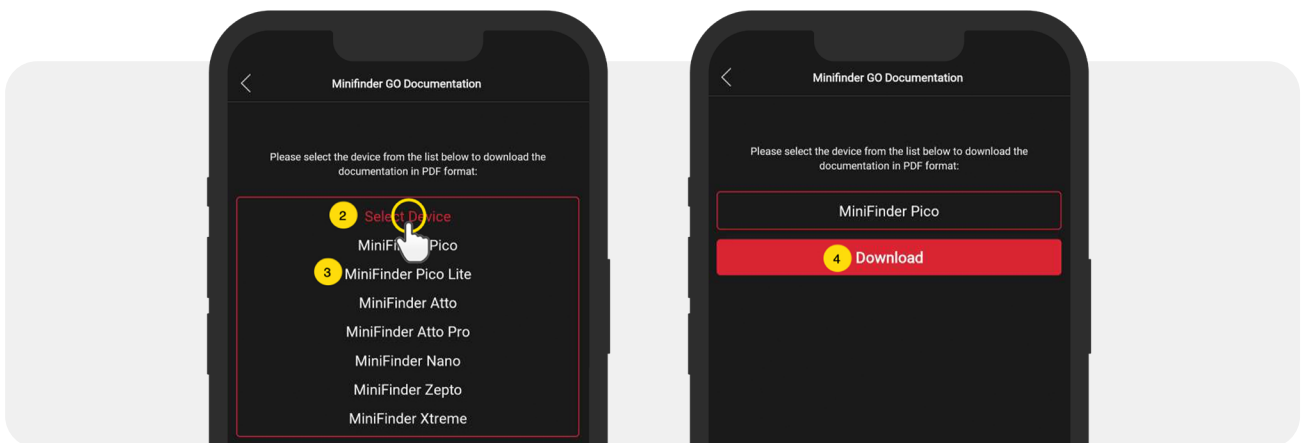 Minifinder GO Documentation
Please select the device from the list below to download the
documentation in PDF format:
2 Select Device
MiniFinder Pico
3 MiniFinder Pico Lite
MiniFinder Atto
MiniFinder Atto Pro
MiniFinder Nano
MiniFinder Zepto
MiniFinder Xtreme
Minifinder GO Documentation
Please select the device from the list below to download the
documentation in PDF format:
MiniFinder Pico
4 Download